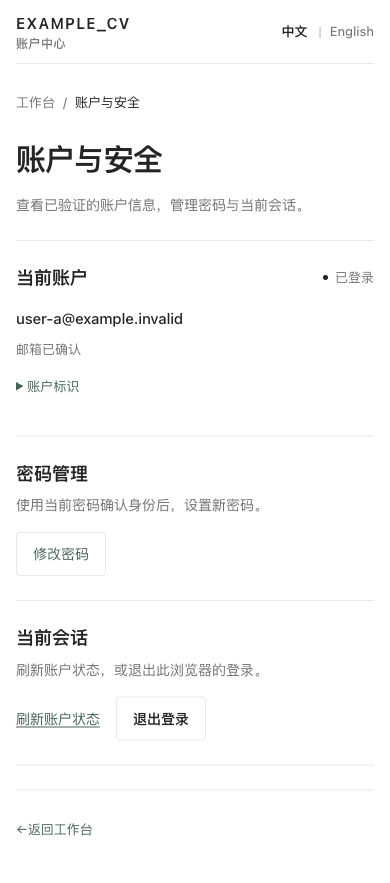 EXAMPLE_CV
账户中心
中文 | English
工作台 / 账户与安全
账户与安全
查看已验证的账户信息，管理密码与当前会话。
当前账户
已登录
user-a@example.invalid
邮箱已确认
账户标识
密码管理
使用当前密码确认身份后，设置新密码。
修改密码
当前会话
刷新账户状态，或退出此浏览器的登录。
刷新账户状态 退出登录
←返回工作台